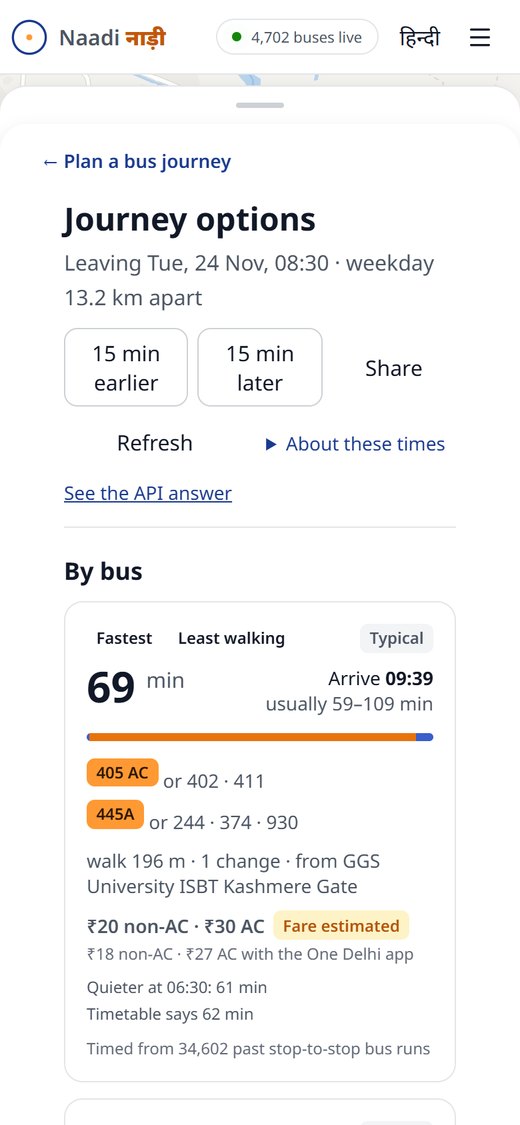 Naadi नाड़ी
4,702 buses live
हिन्दी
← Plan a bus journey
Journey options
Leaving Tue, 24 Nov, 08:30 · weekday
13.2 km apart
15 min
earlier
15 min
later
Share
Refresh
▶ About these times
See the API answer
By bus
Fastest
Least walking
Typical
69 min
Arrive 09:39
usually 59–109 min
405 AC or 402 · 411
445A or 244 · 374 · 930
walk 196 m · 1 change · from GGS
University ISBT Kashmere Gate
₹20 non-AC · ₹30 AC Fare estimated
₹18 non-AC · ₹27 AC with the One Delhi app
Quieter at 06:30: 61 min
Timetable says 62 min
Timed from 34,602 past stop-to-stop bus runs